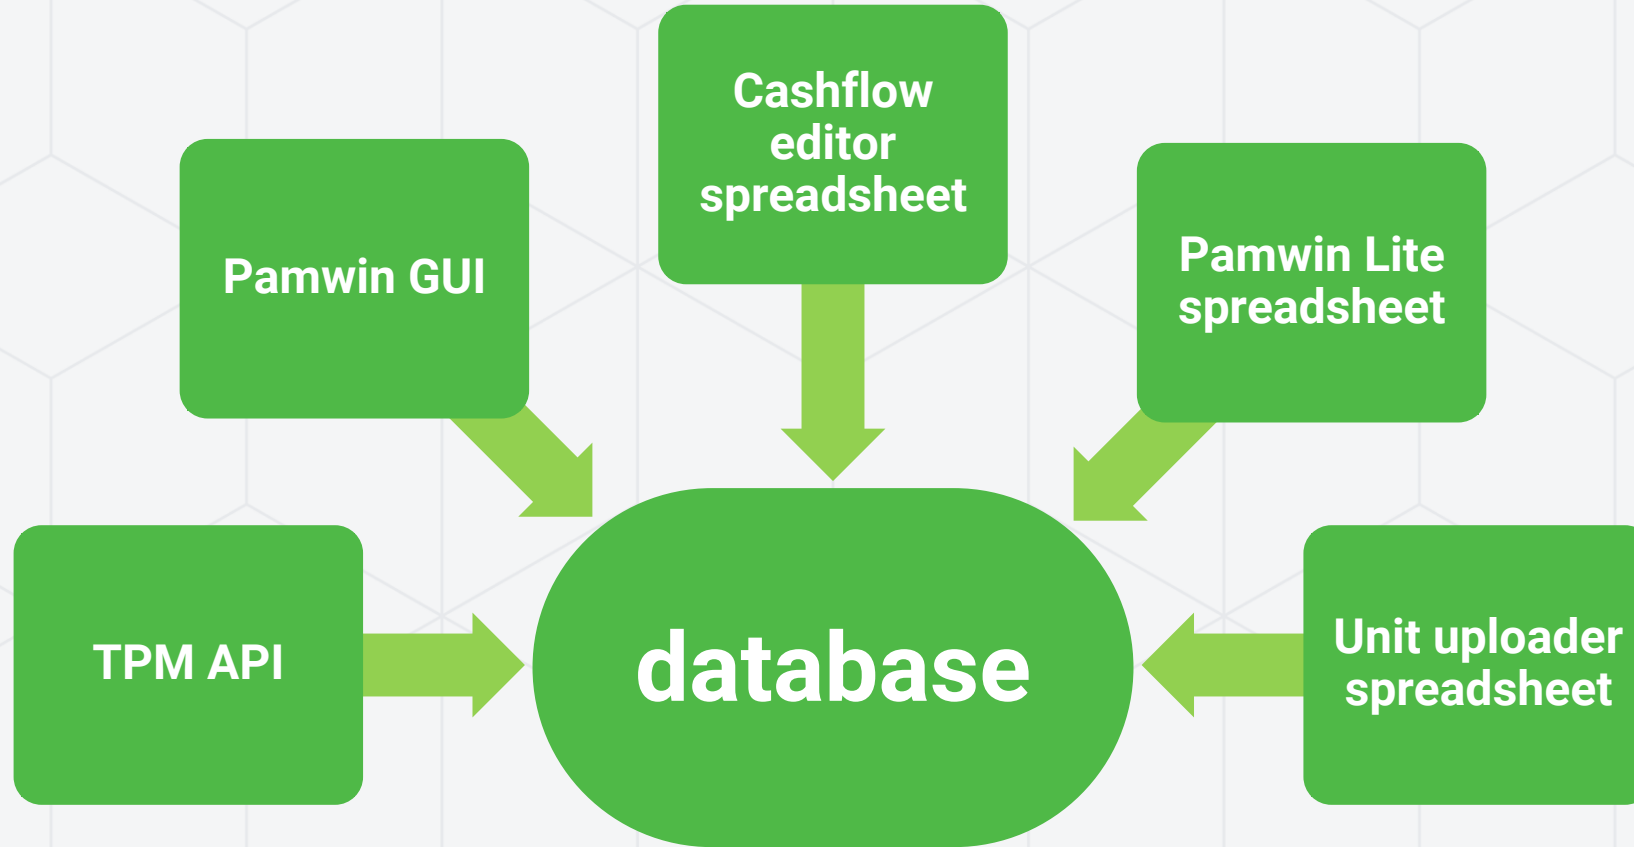 Cashflow
editor
spreadsheet
Pamwin GUI
Pamwin Lite
spreadsheet
TPM API
database
Unit uploader
spreadsheet